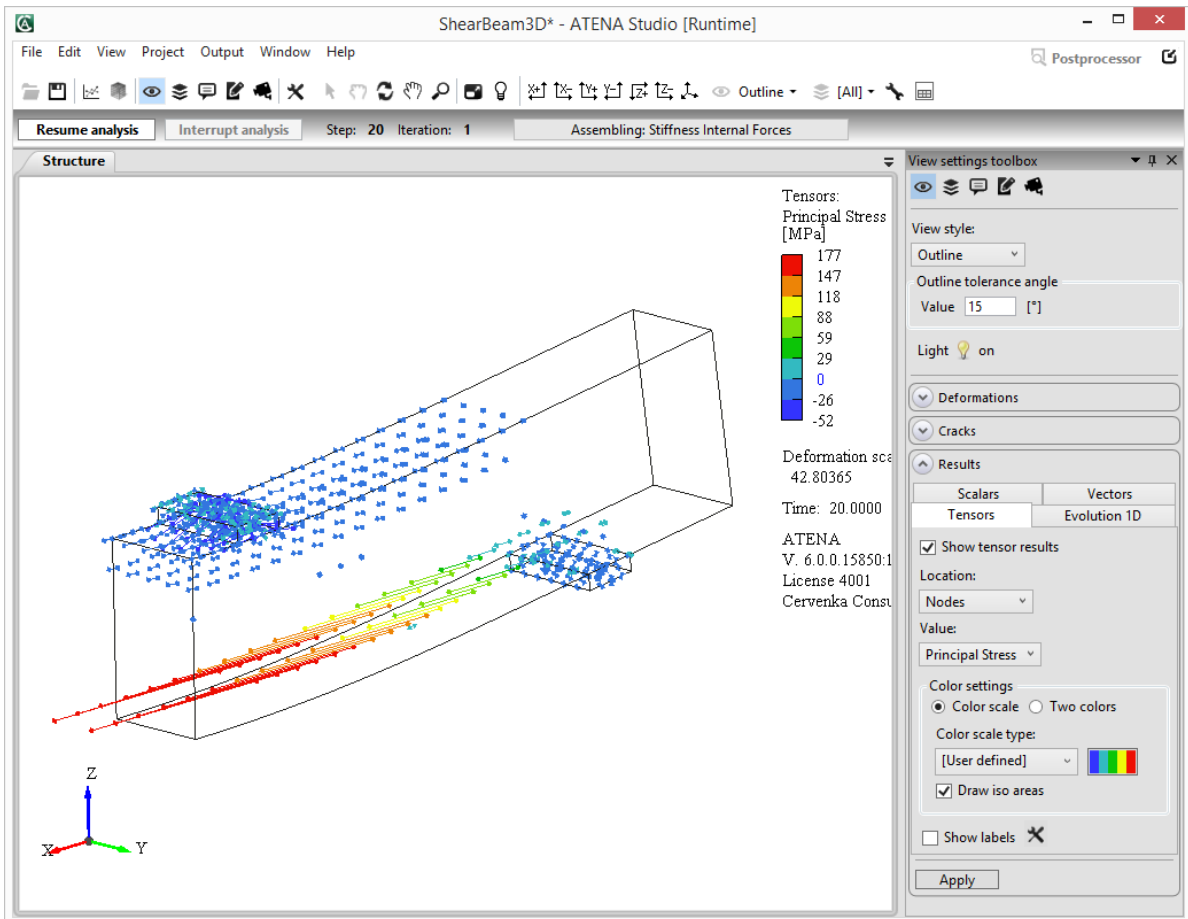 ShearBeam3D* - ATENA Studio [Runtime]
File Edit View Project Output Window Help
Postprocessor
Outline
[All]
Resume analysis
Interrupt analysis
Step: 20 Iteration: 1
Assembling: Stiffness Internal Forces
Structure
Tensors:
Principal Stress
[MPa]
177
147
118
88
59
29
0
-26
-52
Deformation sca
42.80365
Time: 20.0000
ATENA
V. 6.0.0.15850:1
License 4001
Cervenka Consu
Z
X
Y
View settings toolbox
View style:
Outline
Outline tolerance angle
Value 15 [°]
Light on
Deformations
Cracks
Results
Scalars Vectors
Tensors Evolution 1D
Show tensor results
Location:
Nodes
Value:
Principal Stress
Color settings
Color scale Two colors
Color scale type:
[User defined]
Draw iso areas
Show labels
Apply